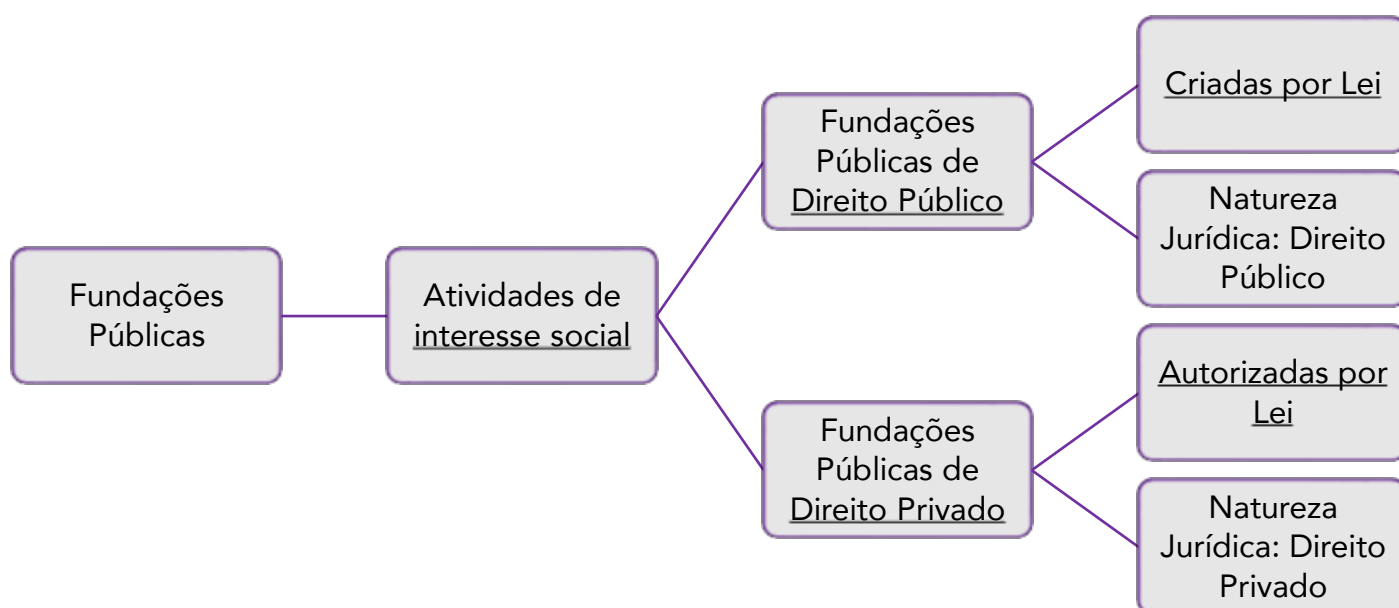 Fundações
Públicas
Atividades de
interesse social
Fundações
Públicas de
Direito Público
Criadas por Lei
Natureza
Jurídica: Direito
Público
Fundações
Públicas de
Direito Privado
Autorizadas por
Lei
Natureza
Jurídica: Direito
Privado